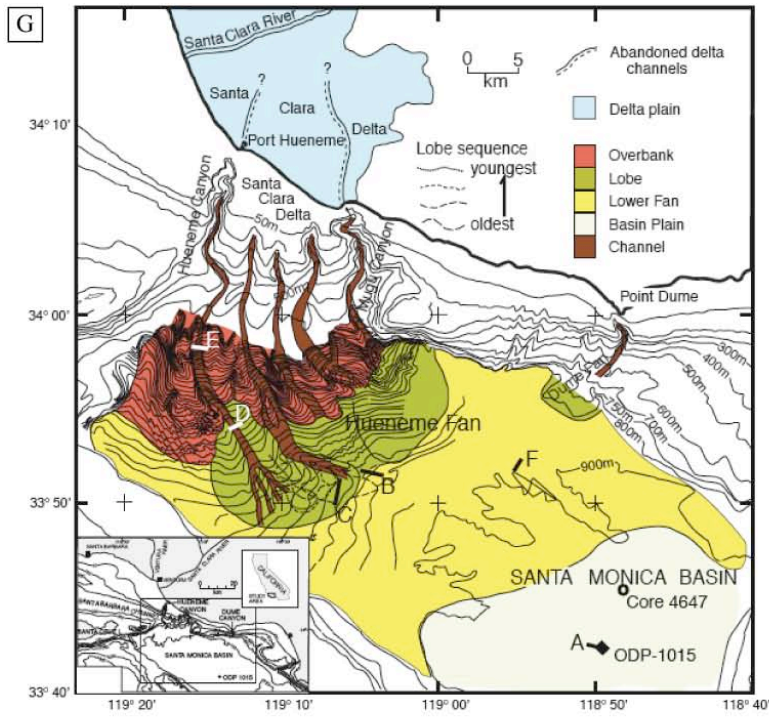 G
Santa Clara River
?
?
Santa
Clara
Delta
Port Hueneme
0 5
km
Abandoned delta
channels
Delta plain
Lobe sequence
youngest
oldest
Overbank
Lobe
Lower Fan
Basin Plain
Channel
34° 10'
34° 00'
33° 50'
33° 40'
Hueneme Canyon
Santa
Clara
Delta
50m
Mugu Canyon
Point Dume
300m
400m
500m
600m
700m
750m
800m
900m
E
D
Hueneme Fan
B
C
F
SANTA MONICA BASIN
Core 4647
A
ODP-1015
SANTA BARBARA
SANTA CLARA RIVER
CALIFORNIA
STUDY
AREA
km
HUENEME
CANYON
DUME
CANYON
SANTA MONICA BASIN
ODP 1015
119° 20'
119° 10'
119° 00'
118° 50'
118° 40'